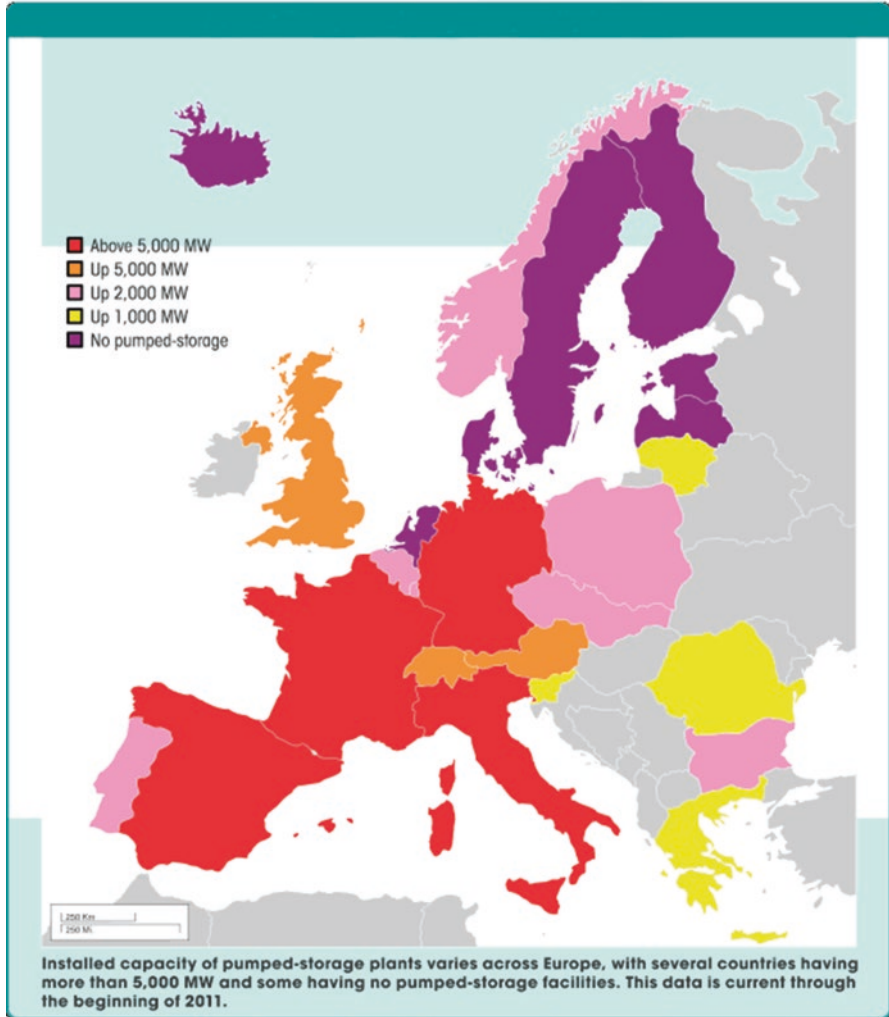 Above 5,000 MW
Up 5,000 MW
Up 2,000 MW
Up 1,000 MW
No pumped-storage
250 Km
250 Mi.
Installed capacity of pumped-storage plants varies across Europe, with several countries having
more than 5,000 MW and some having no pumped-storage facilities. This data is current through
the beginning of 2011.